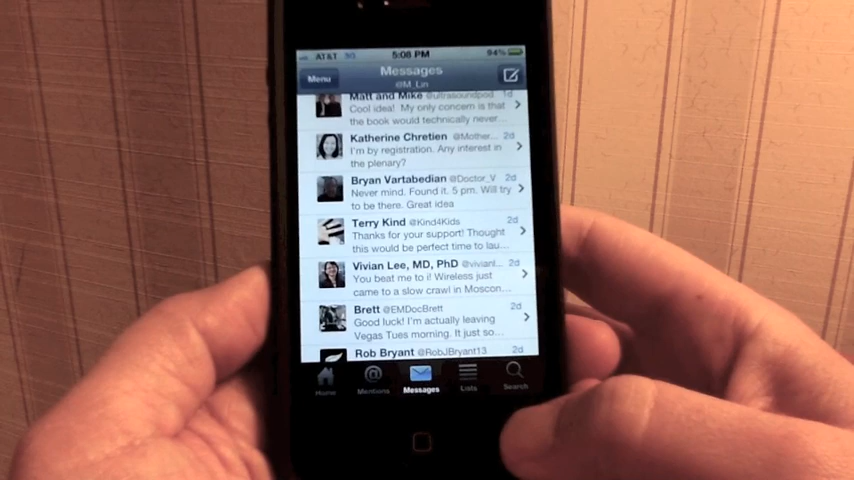 AT&T 3G 5:08 PM 94%
Menu Messages
@M_Lin
Matt and Mike @ultrasoundpod 1d
Cool idea! My only concern is that
the book would technically never...
Katherine Chretien @Mother... 2d
I'm by registration. Any interest in
the plenary?
Bryan Vartabedian @Doctor_V 2d
Never mind. Found it. 5 pm. Will try
to be there. Great idea
Terry Kind @Kind4Kids 2d
Thanks for your support! Thought
this would be perfect time to lau...
Vivian Lee, MD, PhD @vivianl... 2d
You beat me to i! Wireless just
came to a slow crawl in Moscon...
Brett @EMDocBrett 2d
Good luck! I'm actually leaving
Vegas Tues morning. It just so...
Rob Bryant @RobJBryant13 2d
Home Mentions Messages Lists Search